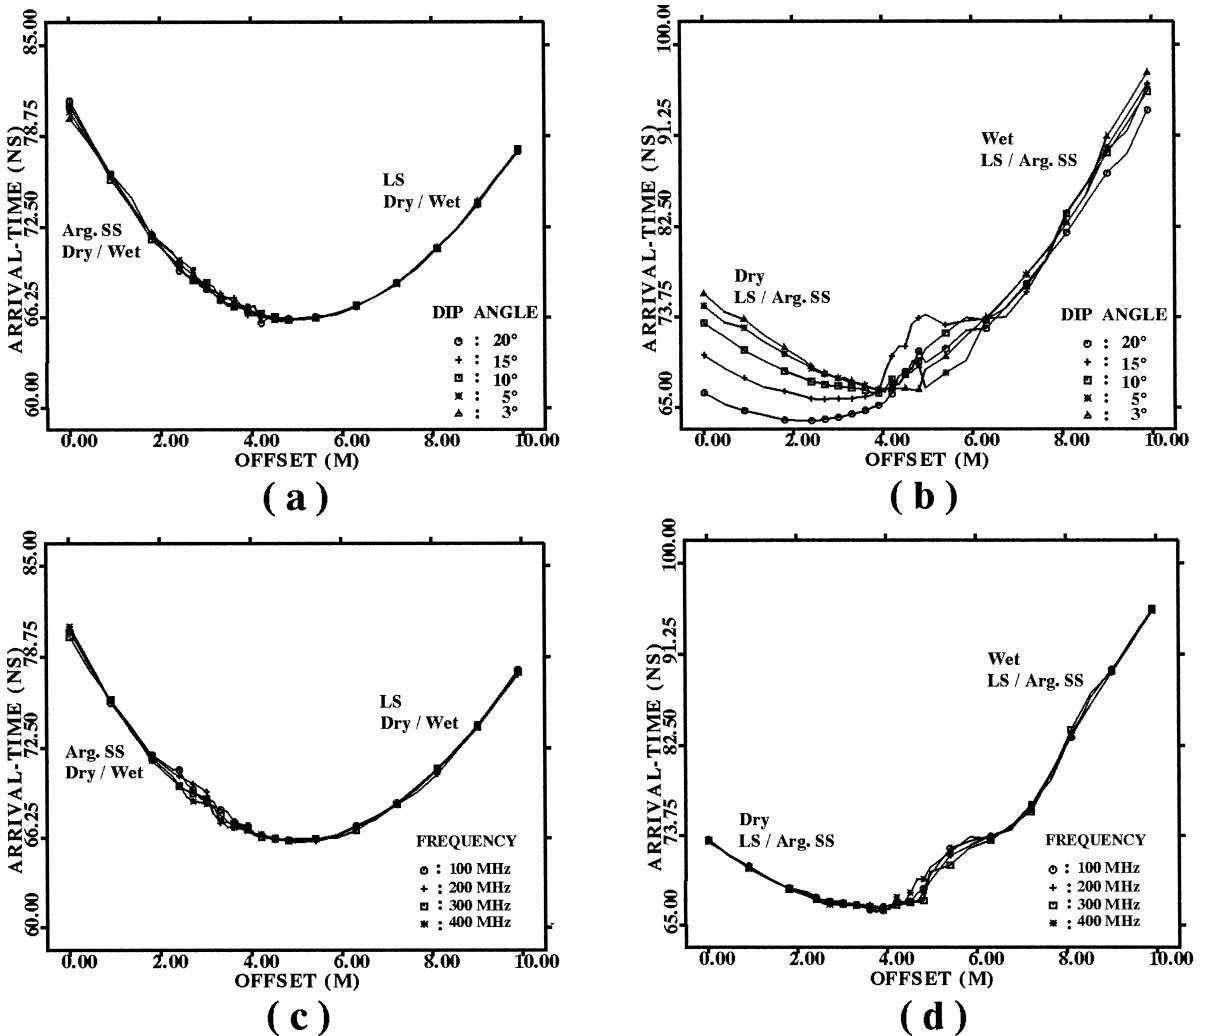 85.00
78.75
72.50
66.25
60.00
ARRIVAL-TIME (NS)
Arg. SS
Dry / Wet
LS
Dry / Wet
DIP ANGLE
: 20°
: 15°
: 10°
: 5°
: 3°
0.00 2.00 4.00 6.00 8.00 10.00
OFFSET (M)
( a )
100.00
91.25
82.50
73.75
65.00
ARRIVAL-TIME (NS)
Dry
LS / Arg. SS
Wet
LS / Arg. SS
DIP ANGLE
: 20°
: 15°
: 10°
: 5°
: 3°
0.00 2.00 4.00 6.00 8.00 10.00
OFFSET (M)
( b )
85.00
78.75
72.50
66.25
60.00
ARRIVAL-TIME (NS)
Arg. SS
Dry / Wet
LS
Dry / Wet
FREQUENCY
: 100 MHz
: 200 MHz
: 300 MHz
: 400 MHz
0.00 2.00 4.00 6.00 8.00 10.00
OFFSET (M)
( c )
100.00
91.25
82.50
73.75
65.00
ARRIVAL-TIME (NS)
Dry
LS / Arg. SS
Wet
LS / Arg. SS
FREQUENCY
: 100 MHz
: 200 MHz
: 300 MHz
: 400 MHz
0.00 2.00 4.00 6.00 8.00 10.00
OFFSET (M)
( d )